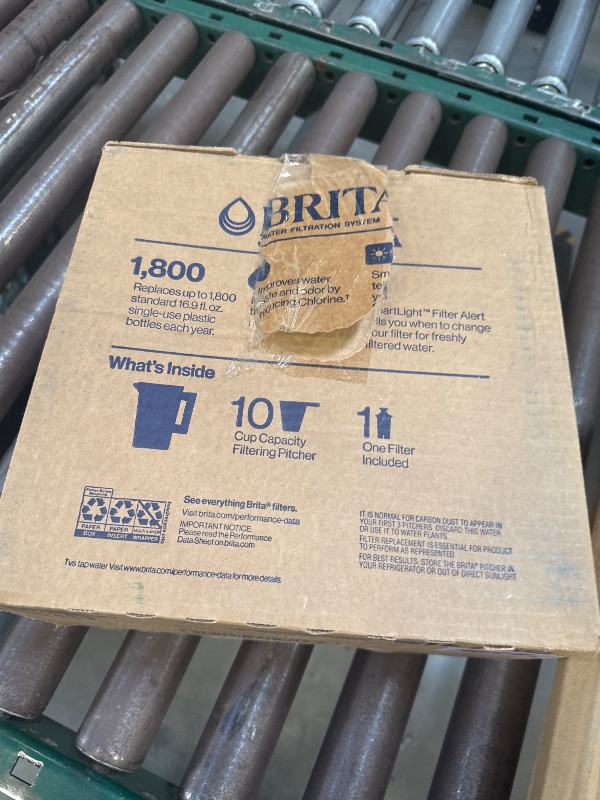 BRITA
WATER FILTRATION SYSTEM
1,800
Replaces up to 1,800
standard 16.9 fl. oz.
single-use plastic
bottles each year.
Improves water
and odor by
Chlorine.†
Sm
te
y
artLight™ Filter Alert
lls you when to change
our filter for freshly
filtered water.
What's Inside
10
Cup Capacity
Filtering Pitcher
1
One Filter
Included
PAPER
BOX
PAPER
INSERT
MULTI-LAYER
WRAPPER
See everything Brita® filters.
Visit brita.com/performance-data
IMPORTANT NOTICE:
Please read the Performance
Data Sheet on brita.com
IT IS NORMAL FOR CARBON DUST TO APPEAR IN
YOUR FIRST 3 PITCHERS. DISCARD THIS WATER
OR USE IT TO WATER PLANTS.
FILTER REPLACEMENT IS ESSENTIAL FOR PRODUCT
TO PERFORM AS REPRESENTED
FOR BEST RESULTS, STORE THE BRITA® PITCHER IN
YOUR REFRIGERATOR OR OUT OF DIRECT SUNLIGHT
†vs tap water Visit www.brita.com/performance-data for more details